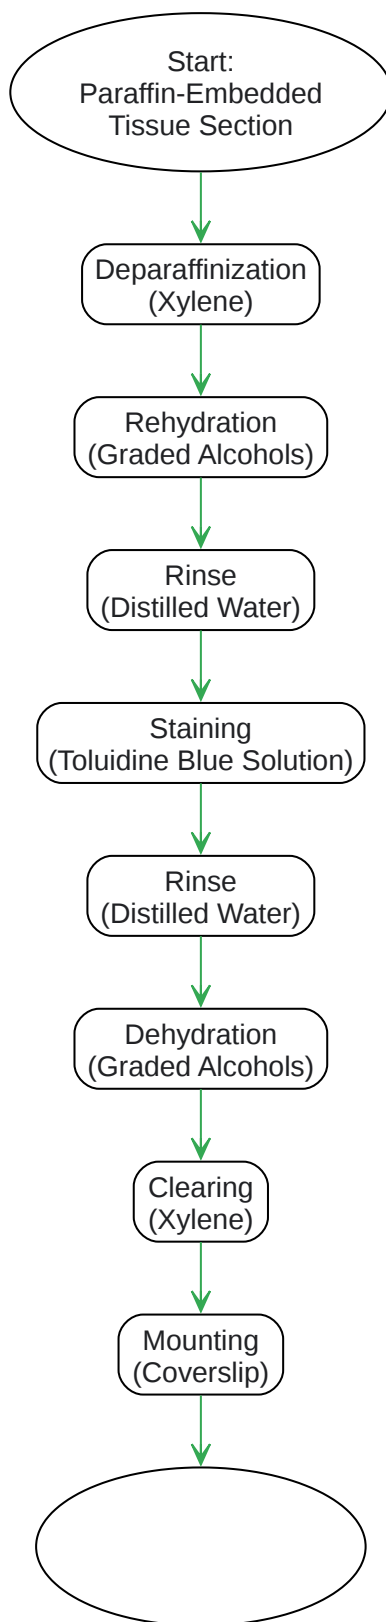 Start:
Paraffin-Embedded
Tissue Section
Deparaffinization
(Xylene)
Rehydration
(Graded Alcohols)
Rinse
(Distilled Water)
Staining
(Toluidine Blue Solution)
Rinse
(Distilled Water)
Dehydration
(Graded Alcohols)
Clearing
(Xylene)
Mounting
(Coverslip)